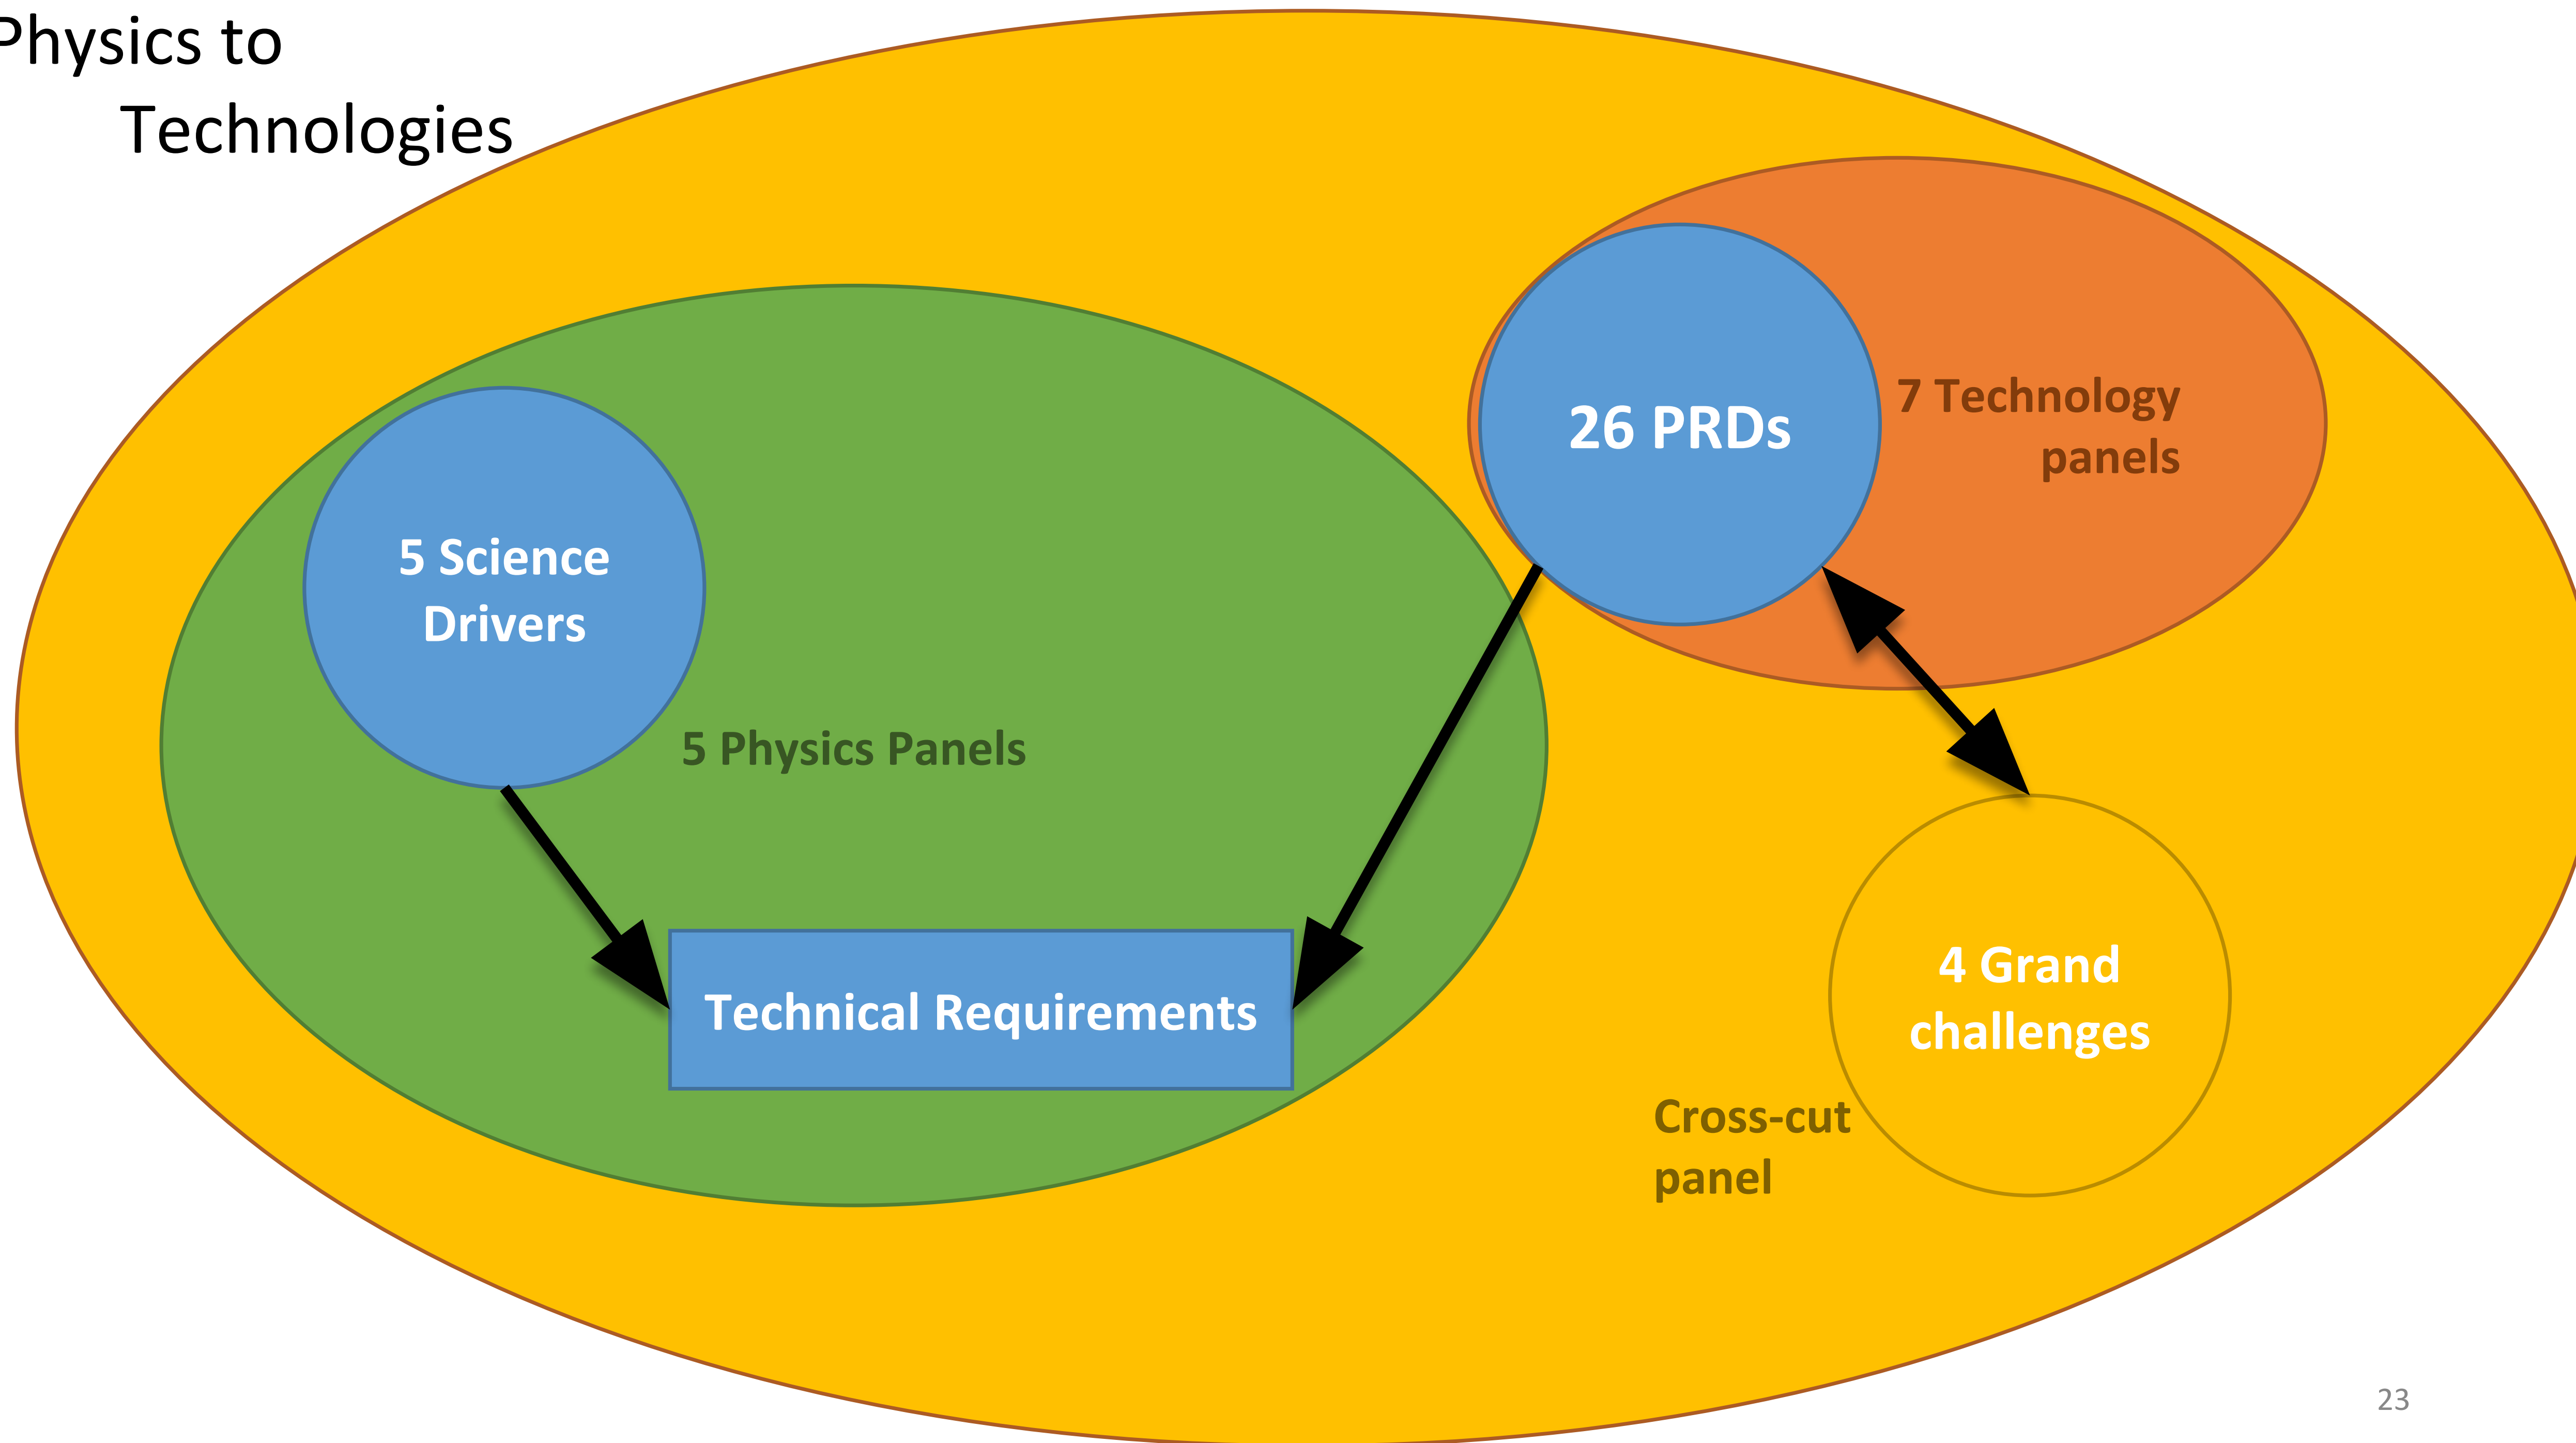 Physics to
Technologies
26 PRDs
7 Technology
panels
5 Science
Drivers
5 Physics Panels
Technical Requirements
4 Grand
challenges
Cross-cut
panel
23